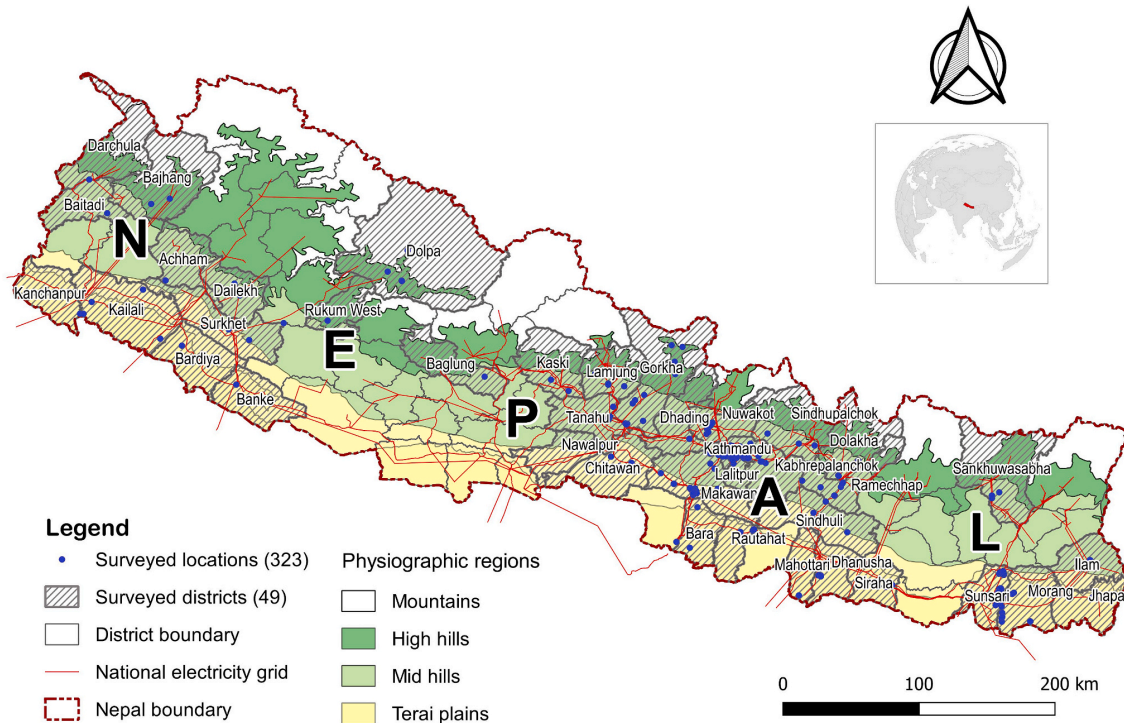 Darchula
Bajhang
Baitadi
N
Achham
Dolpa
Kanchanpur
Kailali
Dailekh
Rukum West
Surkhet
E
Bardiya
Baglung
Kaski
Lamjung
Gorkha
Banke
P
Tanahu
Dhading
Nuwakot
Sindhupalchok
Dolakha
Nawalpur
Kathmandu
Chitawan
Lalitpur
Kabhrepalanchok
Sankhuwasabha
Makawan
A
Ramechhap
Sindhuli
L
Bara
Rautahat
Mahottari
Dhanusha
Siraha
Sunsari
Morang
Ilam
Jhapa
Legend
Surveyed locations (323)
Surveyed districts (49)
District boundary
National electricity grid
Nepal boundary
Physiographic regions
Mountains
High hills
Mid hills
Terai plains
0 100 200 km